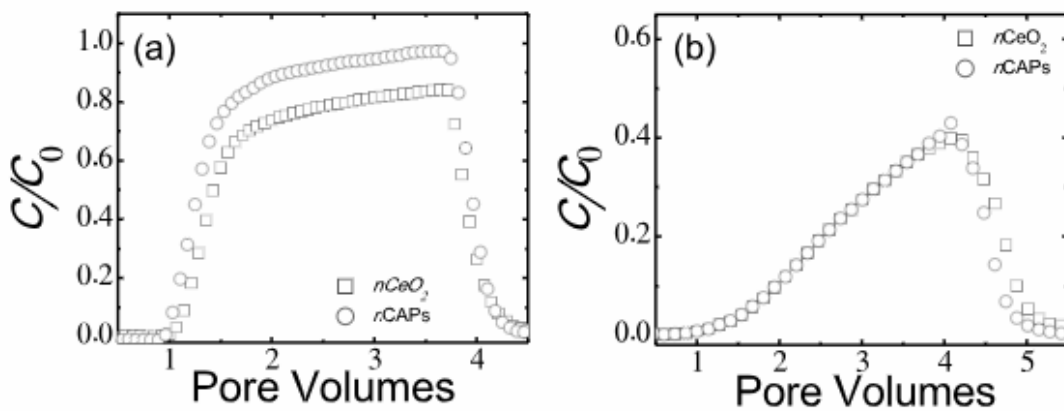 (a)
1.0
0.8
0.6
0.4
0.2
0.0
C/C₀
nCeO₂
nCAPs
1 2 3 4
Pore Volumes
(b)
0.6
0.4
0.2
0.0
C/C₀
nCeO₂
nCAPs
1 2 3 4 5
Pore Volumes